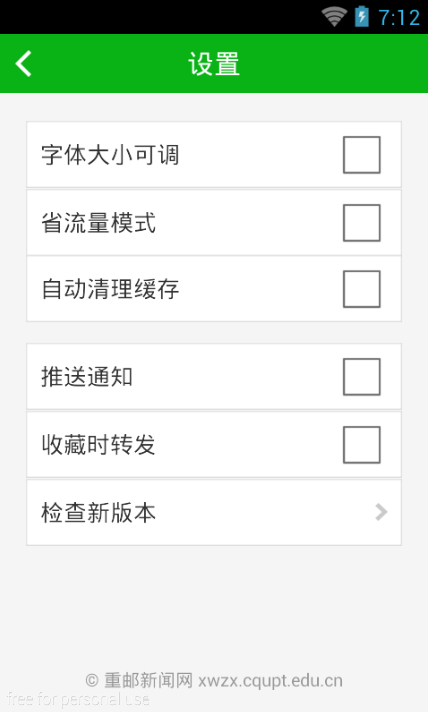 7:12
设置
字体大小可调
省流量模式
自动清理缓存
推送通知
收藏时转发
检查新版本
© 重邮新闻网 xwzx.cqupt.edu.cn
free for personal use